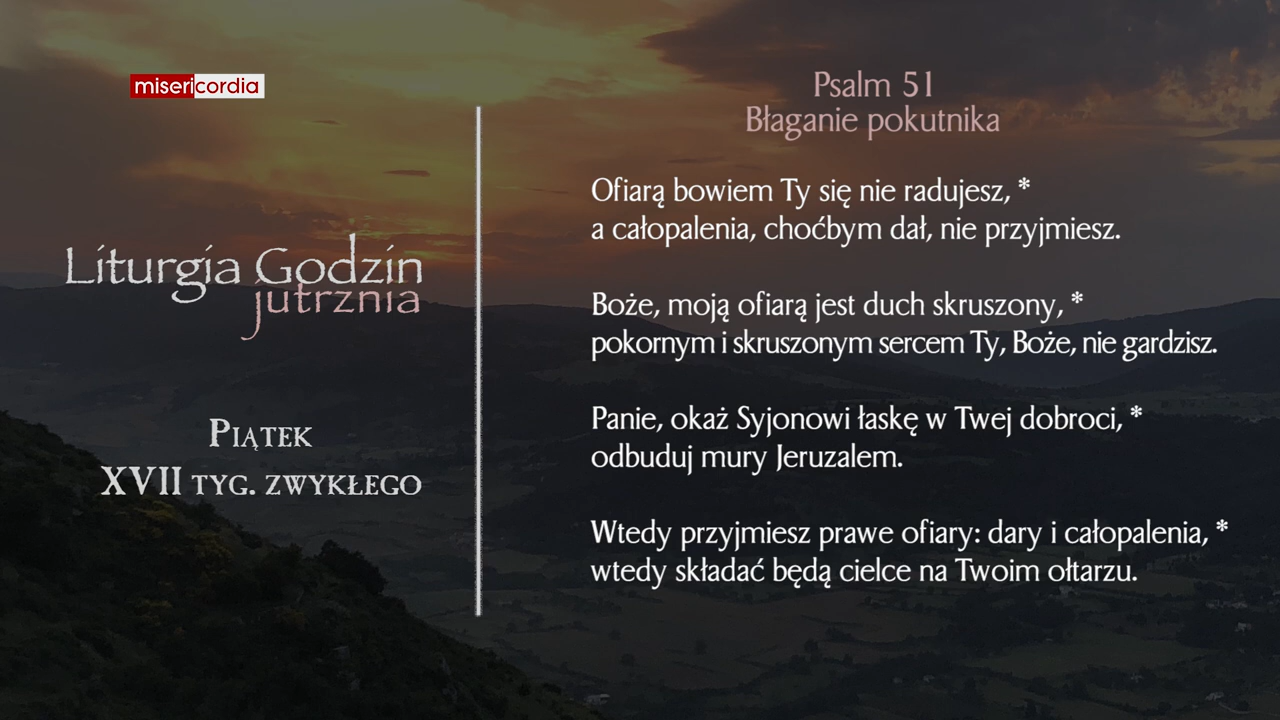 misericordia
Liturgia Godzin
jutrznia
Piątek
XVII tyg. zwykłego
Psalm 51
Błaganie pokutnika
Ofiarą bowiem Ty się nie radujesz, *
a całopalenia, choćbym dał, nie przyjmiesz.
Boże, moją ofiarą jest duch skruszony, *
pokornym i skruszonym sercem Ty, Boże, nie gardzisz.
Panie, okaż Syjonowi łaskę w Twej dobroci, *
odbuduj mury Jeruzalem.
Wtedy przyjmiesz prawe ofiary: dary i całopalenia, *
wtedy składać będą cielce na Twoim ołtarzu.